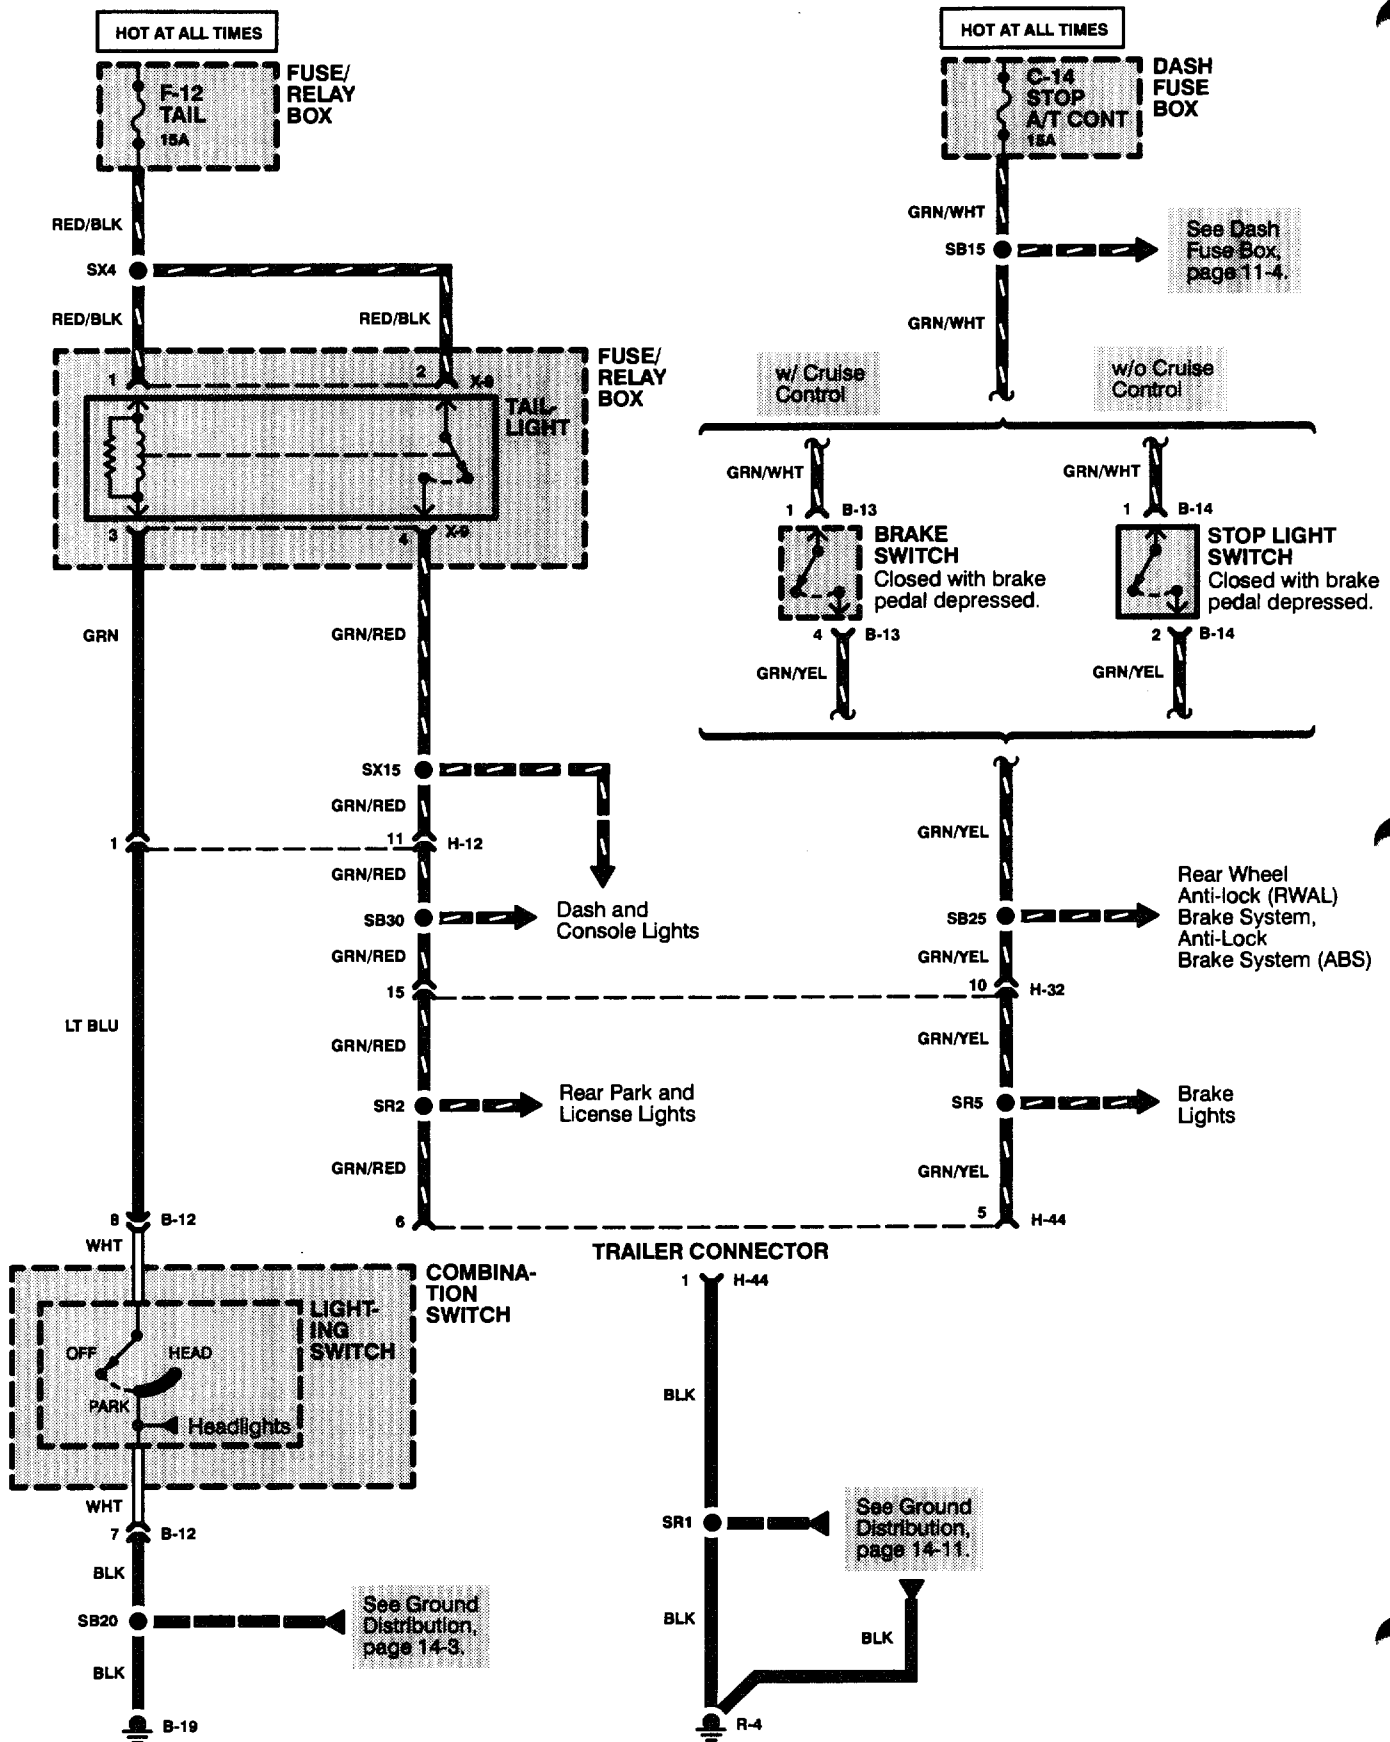 HOT AT ALL TIMES
F-12
TAIL
15A
FUSE/
RELAY
BOX
RED/BLK
SX4
RED/BLK
RED/BLK
1
2
X-9
FUSE/
RELAY
BOX
TAIL-
LIGHT
3
4
X-9
GRN
GRN/RED
SX15
GRN/RED
1
11
H-12
GRN/RED
SB30
Dash and
Console Lights
GRN/RED
15
LT BLU
GRN/RED
SR2
Rear Park and
License Lights
GRN/RED
8
B-12
6
WHT
COMBINA-
TION
SWITCH
LIGHT-
ING
SWITCH
OFF
HEAD
PARK
Headlights
WHT
7
B-12
BLK
SB20
See Ground
Distribution,
page 14-3.
BLK
B-19
HOT AT ALL TIMES
C-14
STOP
A/T CONT
15A
DASH
FUSE
BOX
GRN/WHT
SB15
See Dash
Fuse Box,
page 11-4.
GRN/WHT
w/ Cruise
Control
w/o Cruise
Control
GRN/WHT
1
B-13
BRAKE
SWITCH
Closed with brake
pedal depressed.
4
B-13
GRN/YEL
GRN/WHT
1
B-14
STOP LIGHT
SWITCH
Closed with brake
pedal depressed.
2
B-14
GRN/YEL
GRN/YEL
SB25
Rear Wheel
Anti-lock (RWAL)
Brake System,
Anti-Lock
Brake System (ABS)
GRN/YEL
10
H-32
GRN/YEL
SR5
Brake
Lights
GRN/YEL
5
H-44
TRAILER CONNECTOR
1
H-44
BLK
SR1
See Ground
Distribution,
page 14-11.
BLK
BLK
R-4